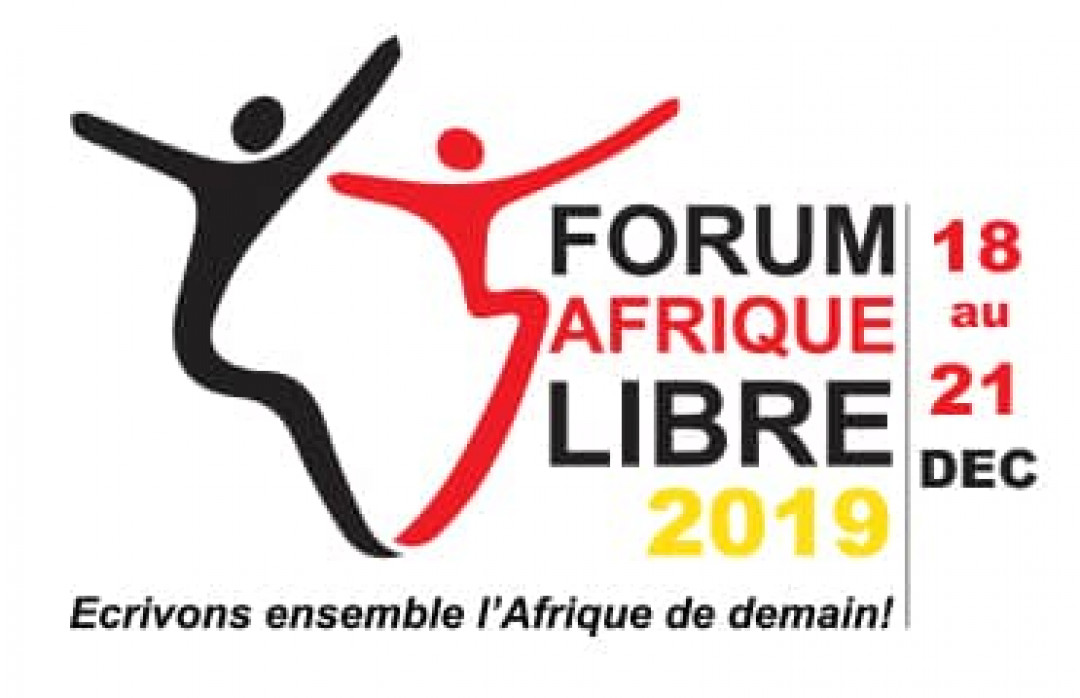 FORUM
AFRIQUE
LIBRE
2019
18
au
21
DEC
Ecrivons ensemble l'Afrique de demain!